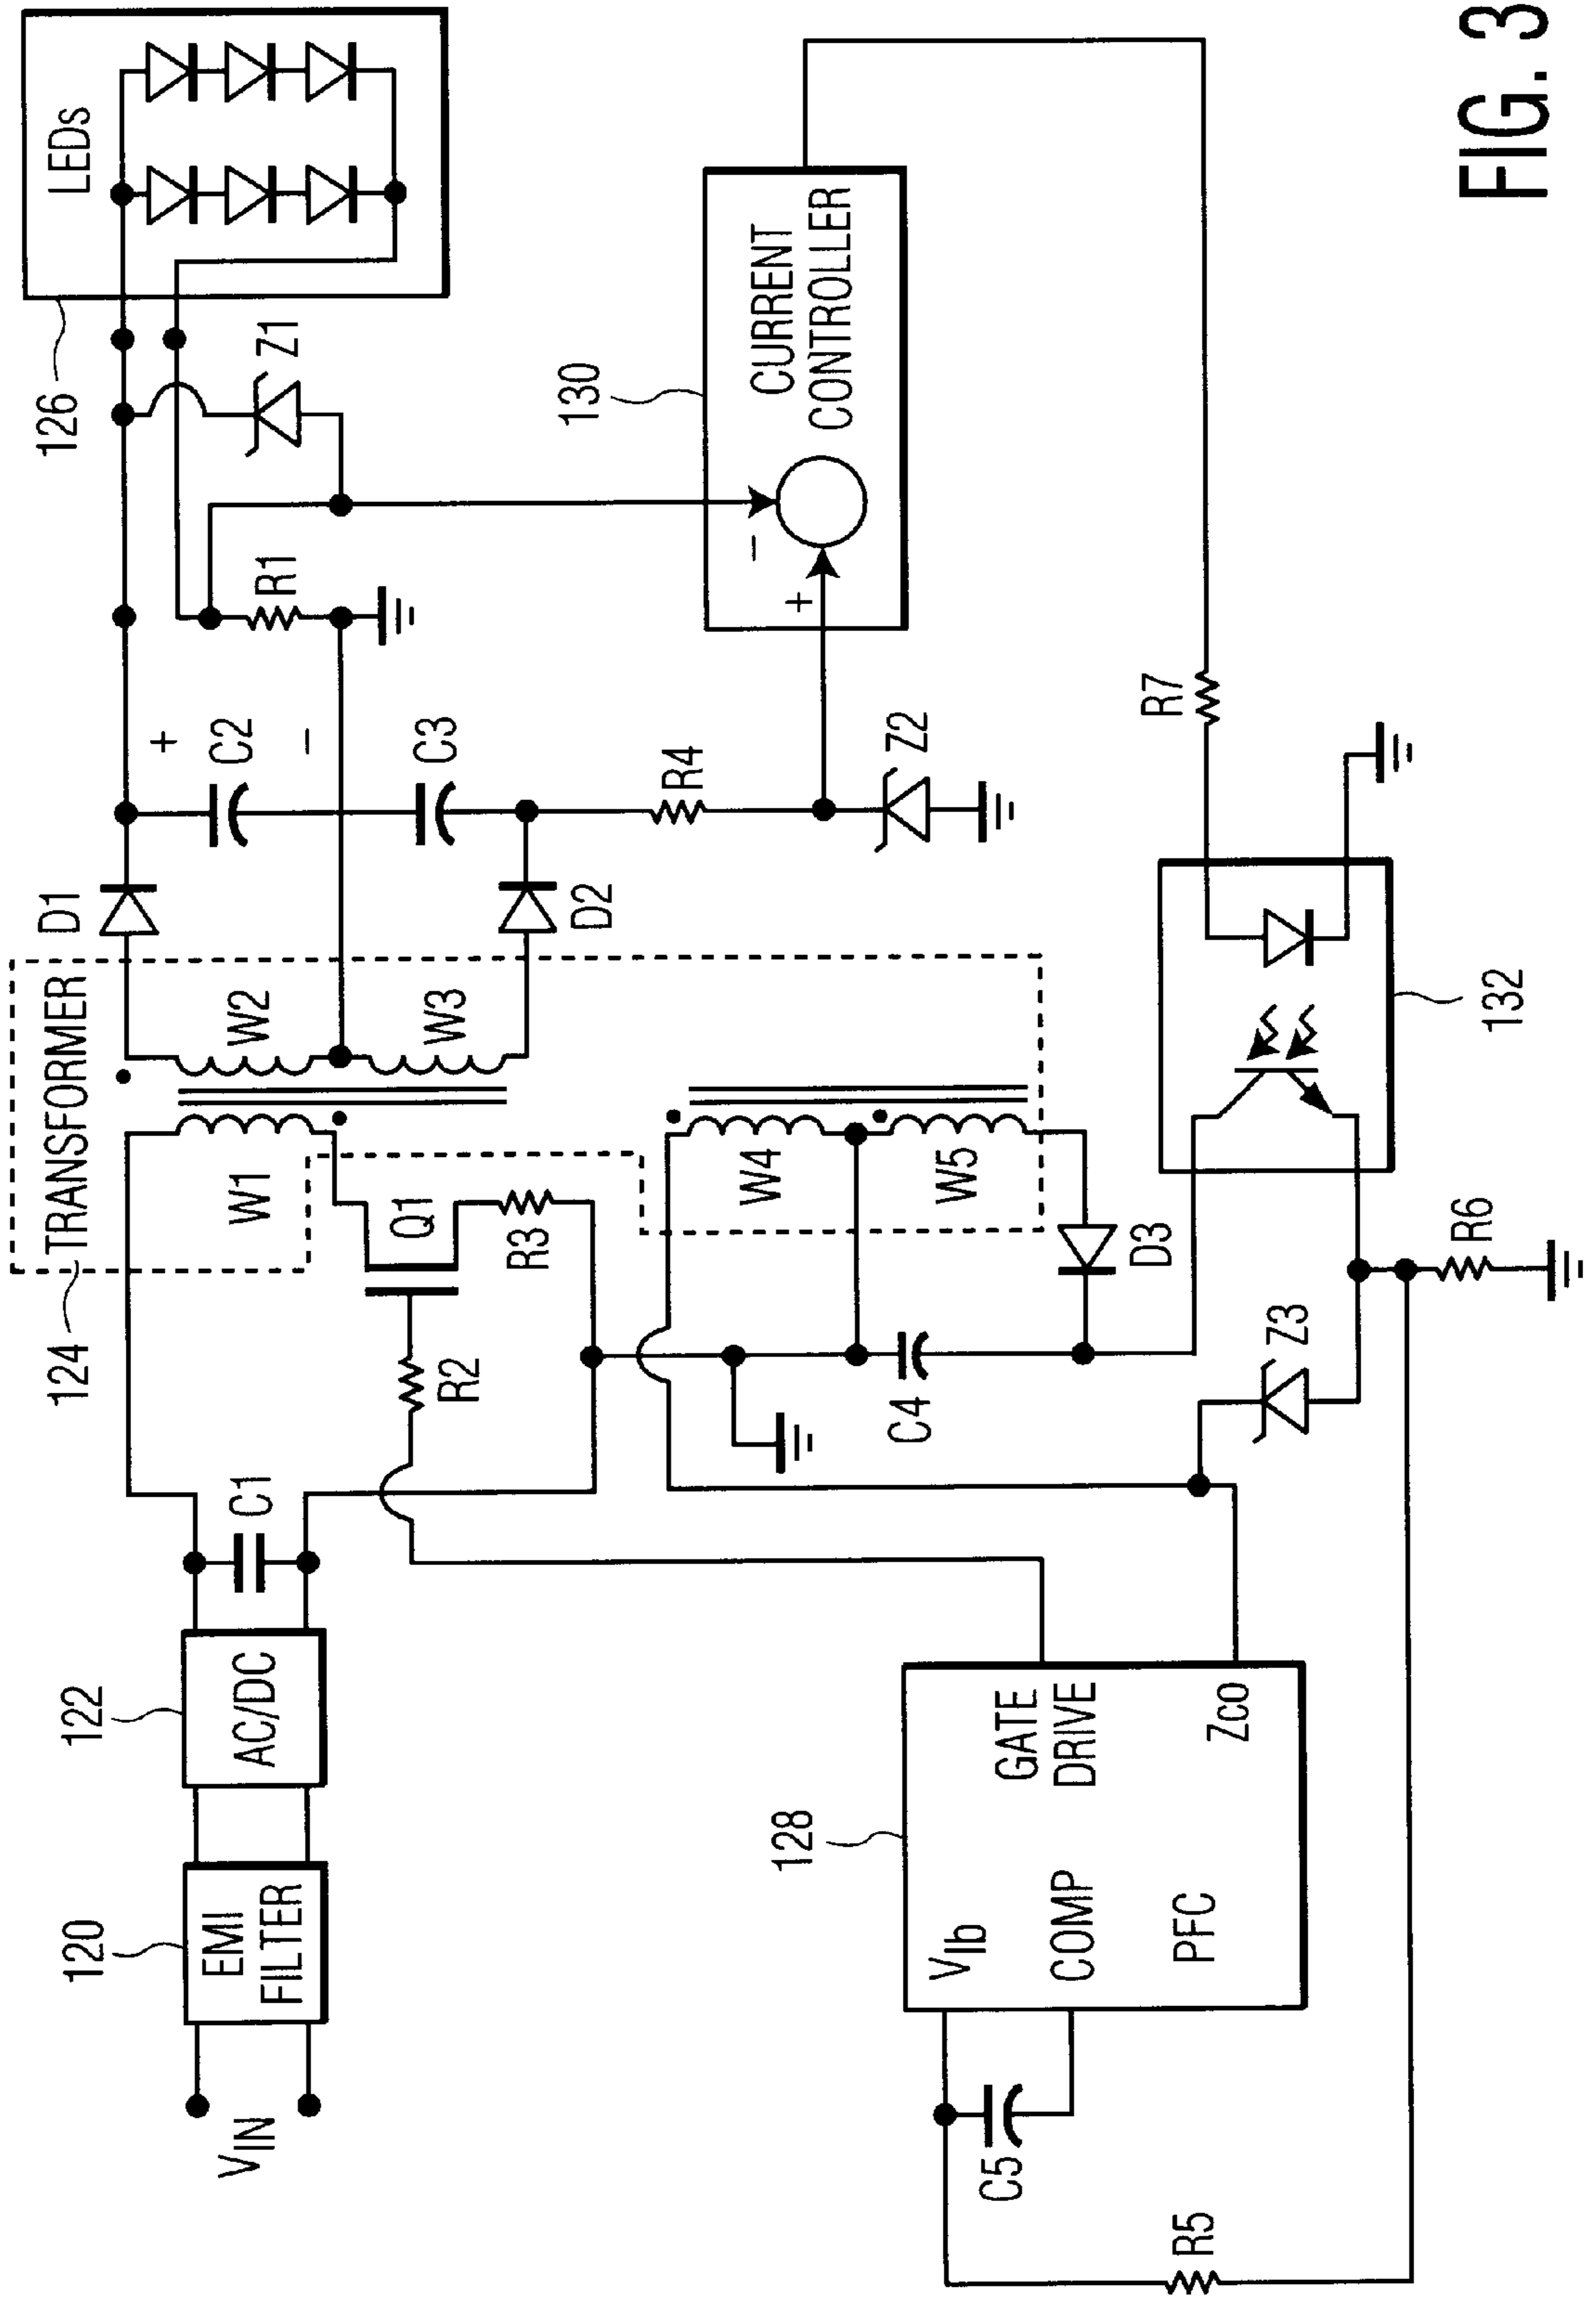 LEDs
126
Z1
CURRENT
CONTROLLER
130
-
+
R1
+
C2
-
C3
R4
Z2
R7
D1
D2
TRANSFORMER
124
W1
W2
W3
W4
W5
Q1
R3
R2
D3
C4
132
Z3
R6
C1
AC/DC
122
EMI
FILTER
120
VIN
128
VIb
COMP
PFC
GATE
DRIVE
ZCO
C5
R5
FIG. 3